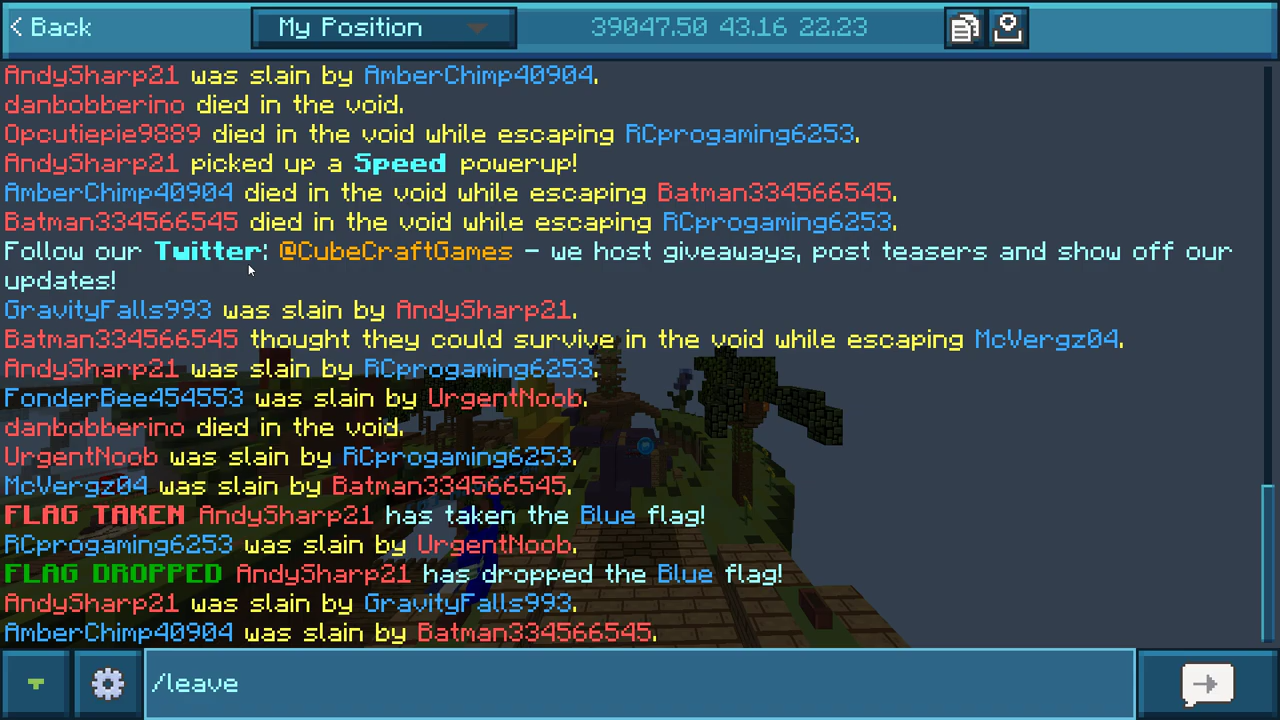 < Back
My Position
39047.50 43.16 22.23
AndySharp21 was slain by AmberChimp40904.
danbobberino died in the void.
Opcutiepie9889 died in the void while escaping RCprogaming6253.
AndySharp21 picked up a Speed powerup!
AmberChimp40904 died in the void while escaping Batman334566545.
Batman334566545 died in the void while escaping RCprogaming6253.
Follow our Twitter: @CubeCraftGames - we host giveaways, post teasers and show off our
updates!
GravityFalls993 was slain by AndySharp21.
Batman334566545 thought they could survive in the void while escaping McVergz04.
AndySharp21 was slain by RCprogaming6253.
FonderBee454553 was slain by UrgentNoob.
danbobberino died in the void.
UrgentNoob was slain by RCprogaming6253.
McVergz04 was slain by Batman334566545.
FLAG TAKEN AndySharp21 has taken the Blue flag!
RCprogaming6253 was slain by UrgentNoob.
FLAG DROPPED AndySharp21 has dropped the Blue flag!
AndySharp21 was slain by GravityFalls993.
AmberChimp40904 was slain by Batman334566545.
/leave